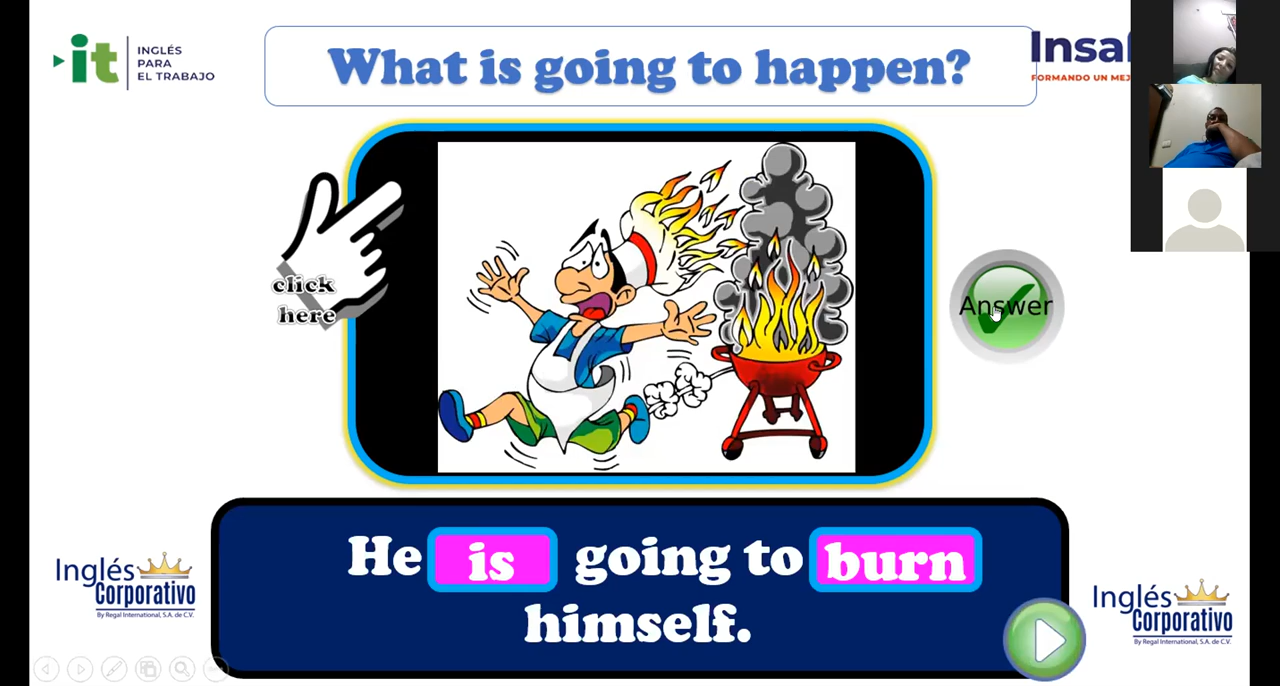 it
INGLÉS
PARA
EL TRABAJO
What is going to happen?
Insaf
FORMANDO UN MEJ
click
here
Answer
He is going to burn
himself.
Inglés
Corporativo
By Regal International, S.A. de C.V.
Inglés
Corporativo
By Regal International, S.A. de C.V.